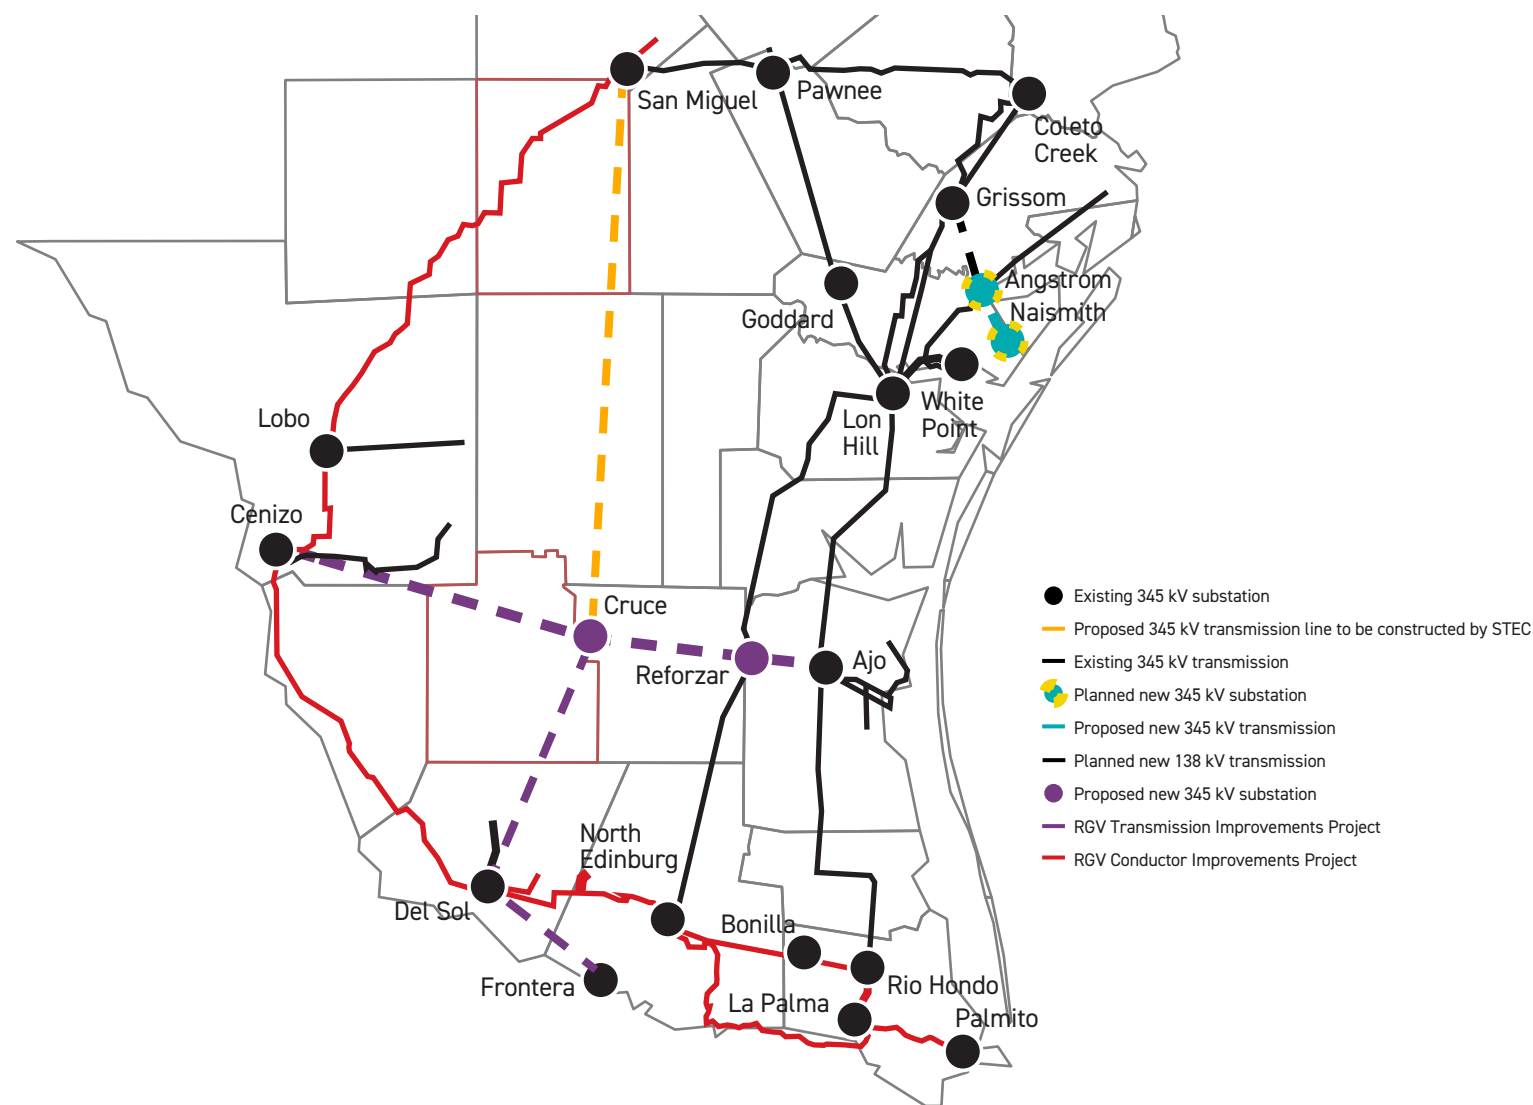 San Miguel
Pawnee
Coleto
Creek
Grissom
Angstrom
Naismith
Goddard
White
Point
Lon
Hill
Lobo
Cenizo
Cruce
Reforzar
Ajo
North
Edinburg
Del Sol
Bonilla
Frontera
Rio Hondo
La Palma
Palmito
Existing 345 kV substation
Proposed 345 kV transmission line to be constructed by STEC
Existing 345 kV transmission
Planned new 345 kV substation
Proposed new 345 kV transmission
Planned new 138 kV transmission
Proposed new 345 kV substation
RGV Transmission Improvements Project
RGV Conductor Improvements Project